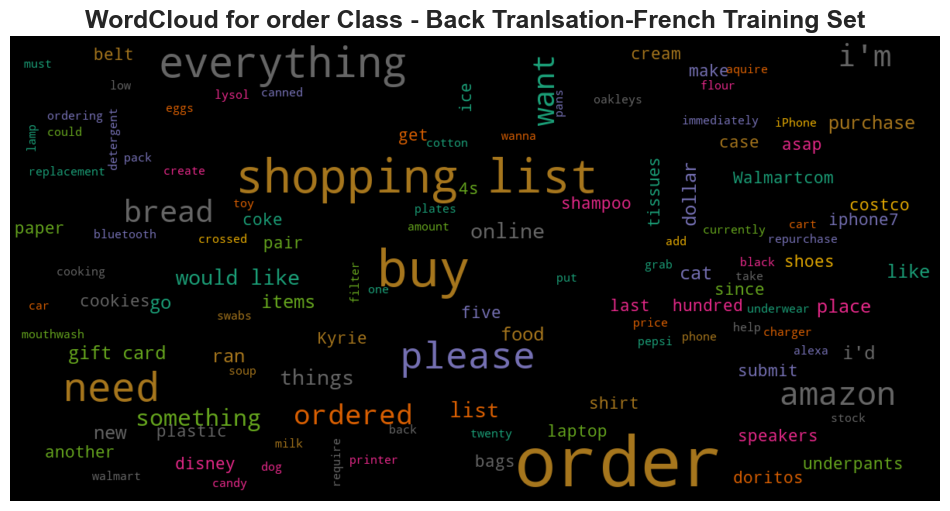 WordCloud for order Class - Back Tranlsation-French Training Set
must
belt
everything
cream
i'm
low
lysol
canned
ice
want
pans
oakleys
make
aquire
flour
ordering
could
lamp
detergent
eggs
get
cotton
wanna
immediately
iPhone
purchase
case
asap
pack
replacement
create
shopping list
4s
tissues
dollar
Walmartcom
shampoo
costco
iphone7
bread
toy
coke
plates
amount
online
paper
bluetooth
crossed
pair
add
currently
cart
repurchase
cooking
would like
filter
one
buy
put
grab
cat
black
take
shoes
since
like
car
cookies
go
items
swabs
five
last
hundred
underwear
place
mouthwash
gift card
ran
Kyrie
food
price
pepsi
phone
help
charger
alexa
i'd
please
soup
things
submit
need
amazon
something
ordered
list
shirt
stock
new
plastic
back
twenty
laptop
speakers
another
milk
require
disney
dog
printer
bags
order
underpants
walmart
candy
doritos